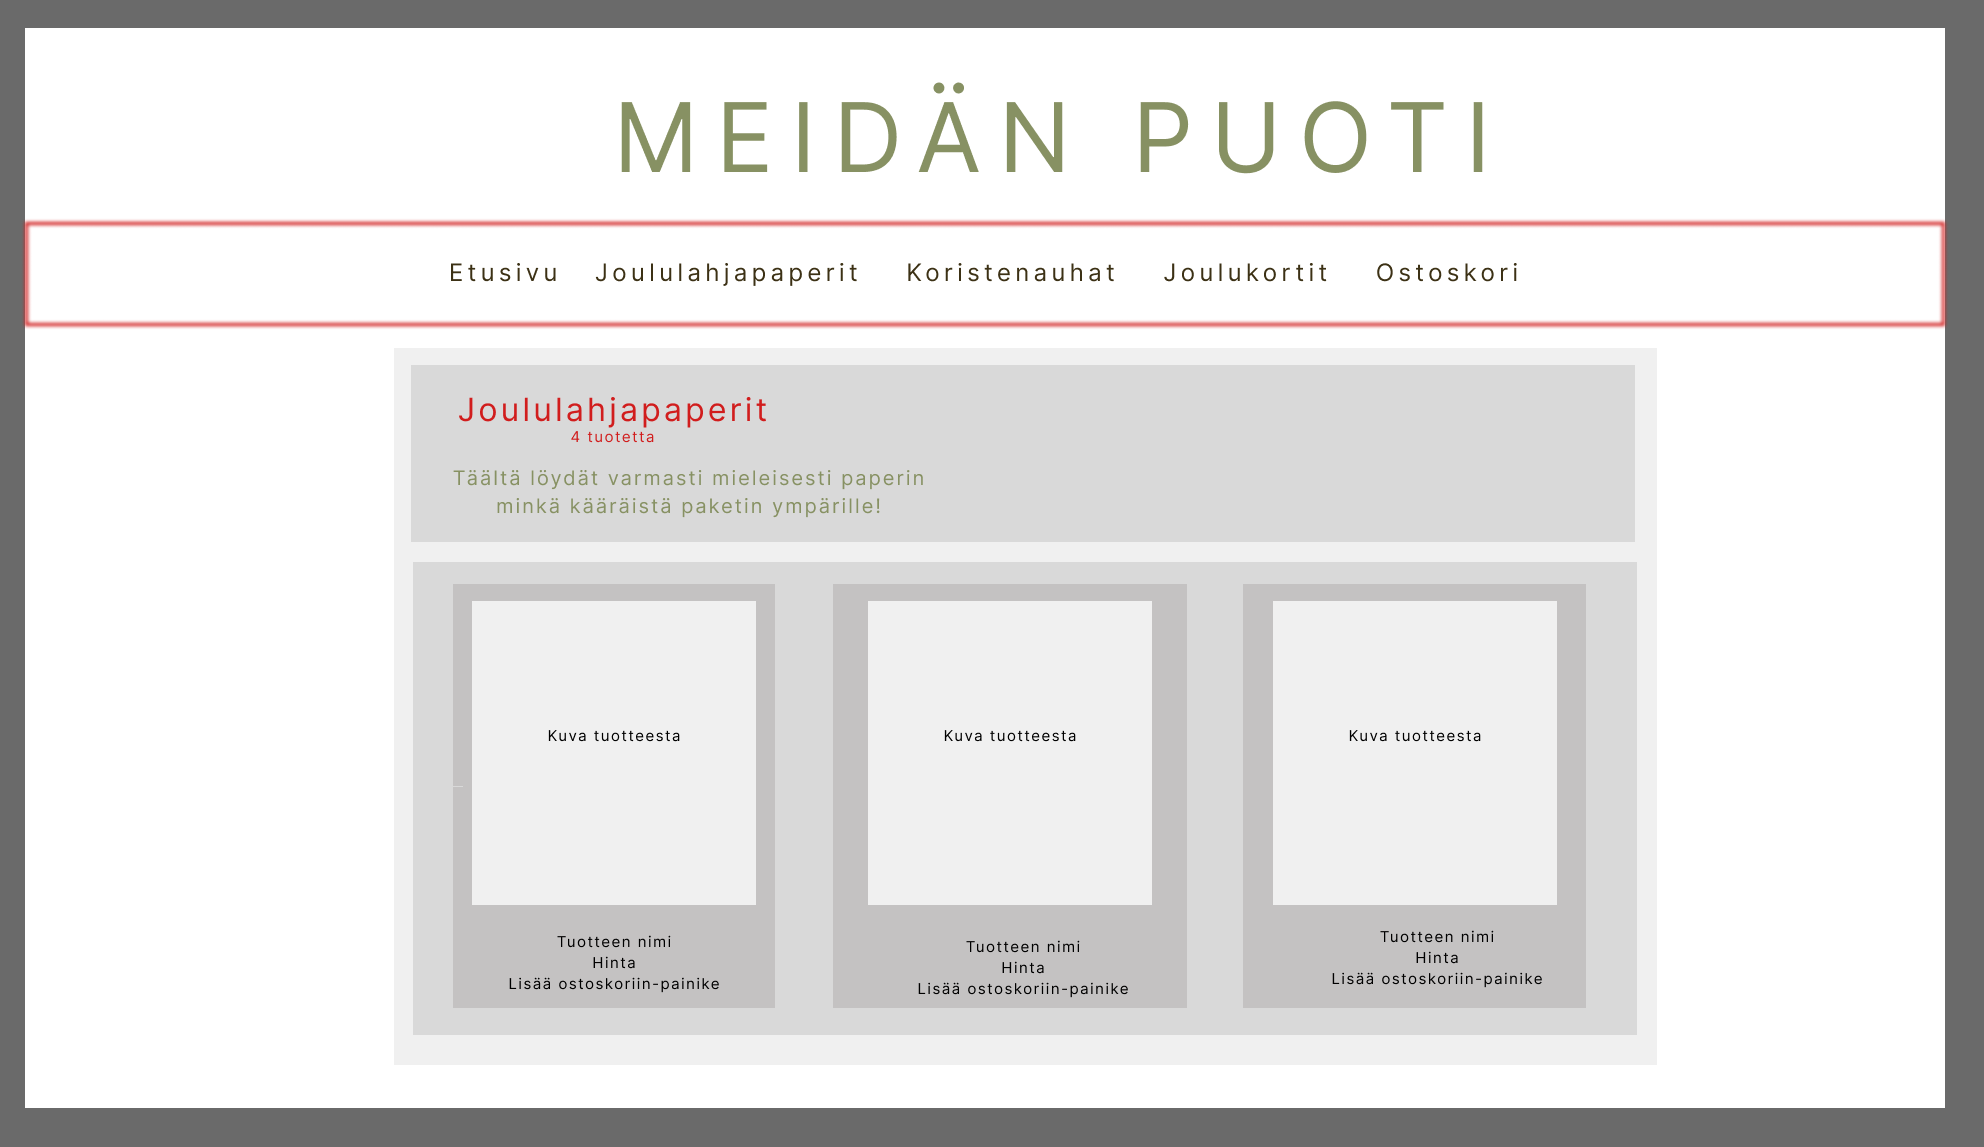 MEIDÄN PUOTI
Etusivu Joululahjapaperit Koristenauhat Joulukortit Ostoskori
Joululahjapaperit
4 tuotetta
Täältä löydät varmasti mieleisesti paperin
minkä kääräistä paketin ympärille!
Kuva tuotteesta
Tuotteen nimi
Hinta
Lisää ostoskoriin-painike
Kuva tuotteesta
Tuotteen nimi
Hinta
Lisää ostoskoriin-painike
Kuva tuotteesta
Tuotteen nimi
Hinta
Lisää ostoskoriin-painike